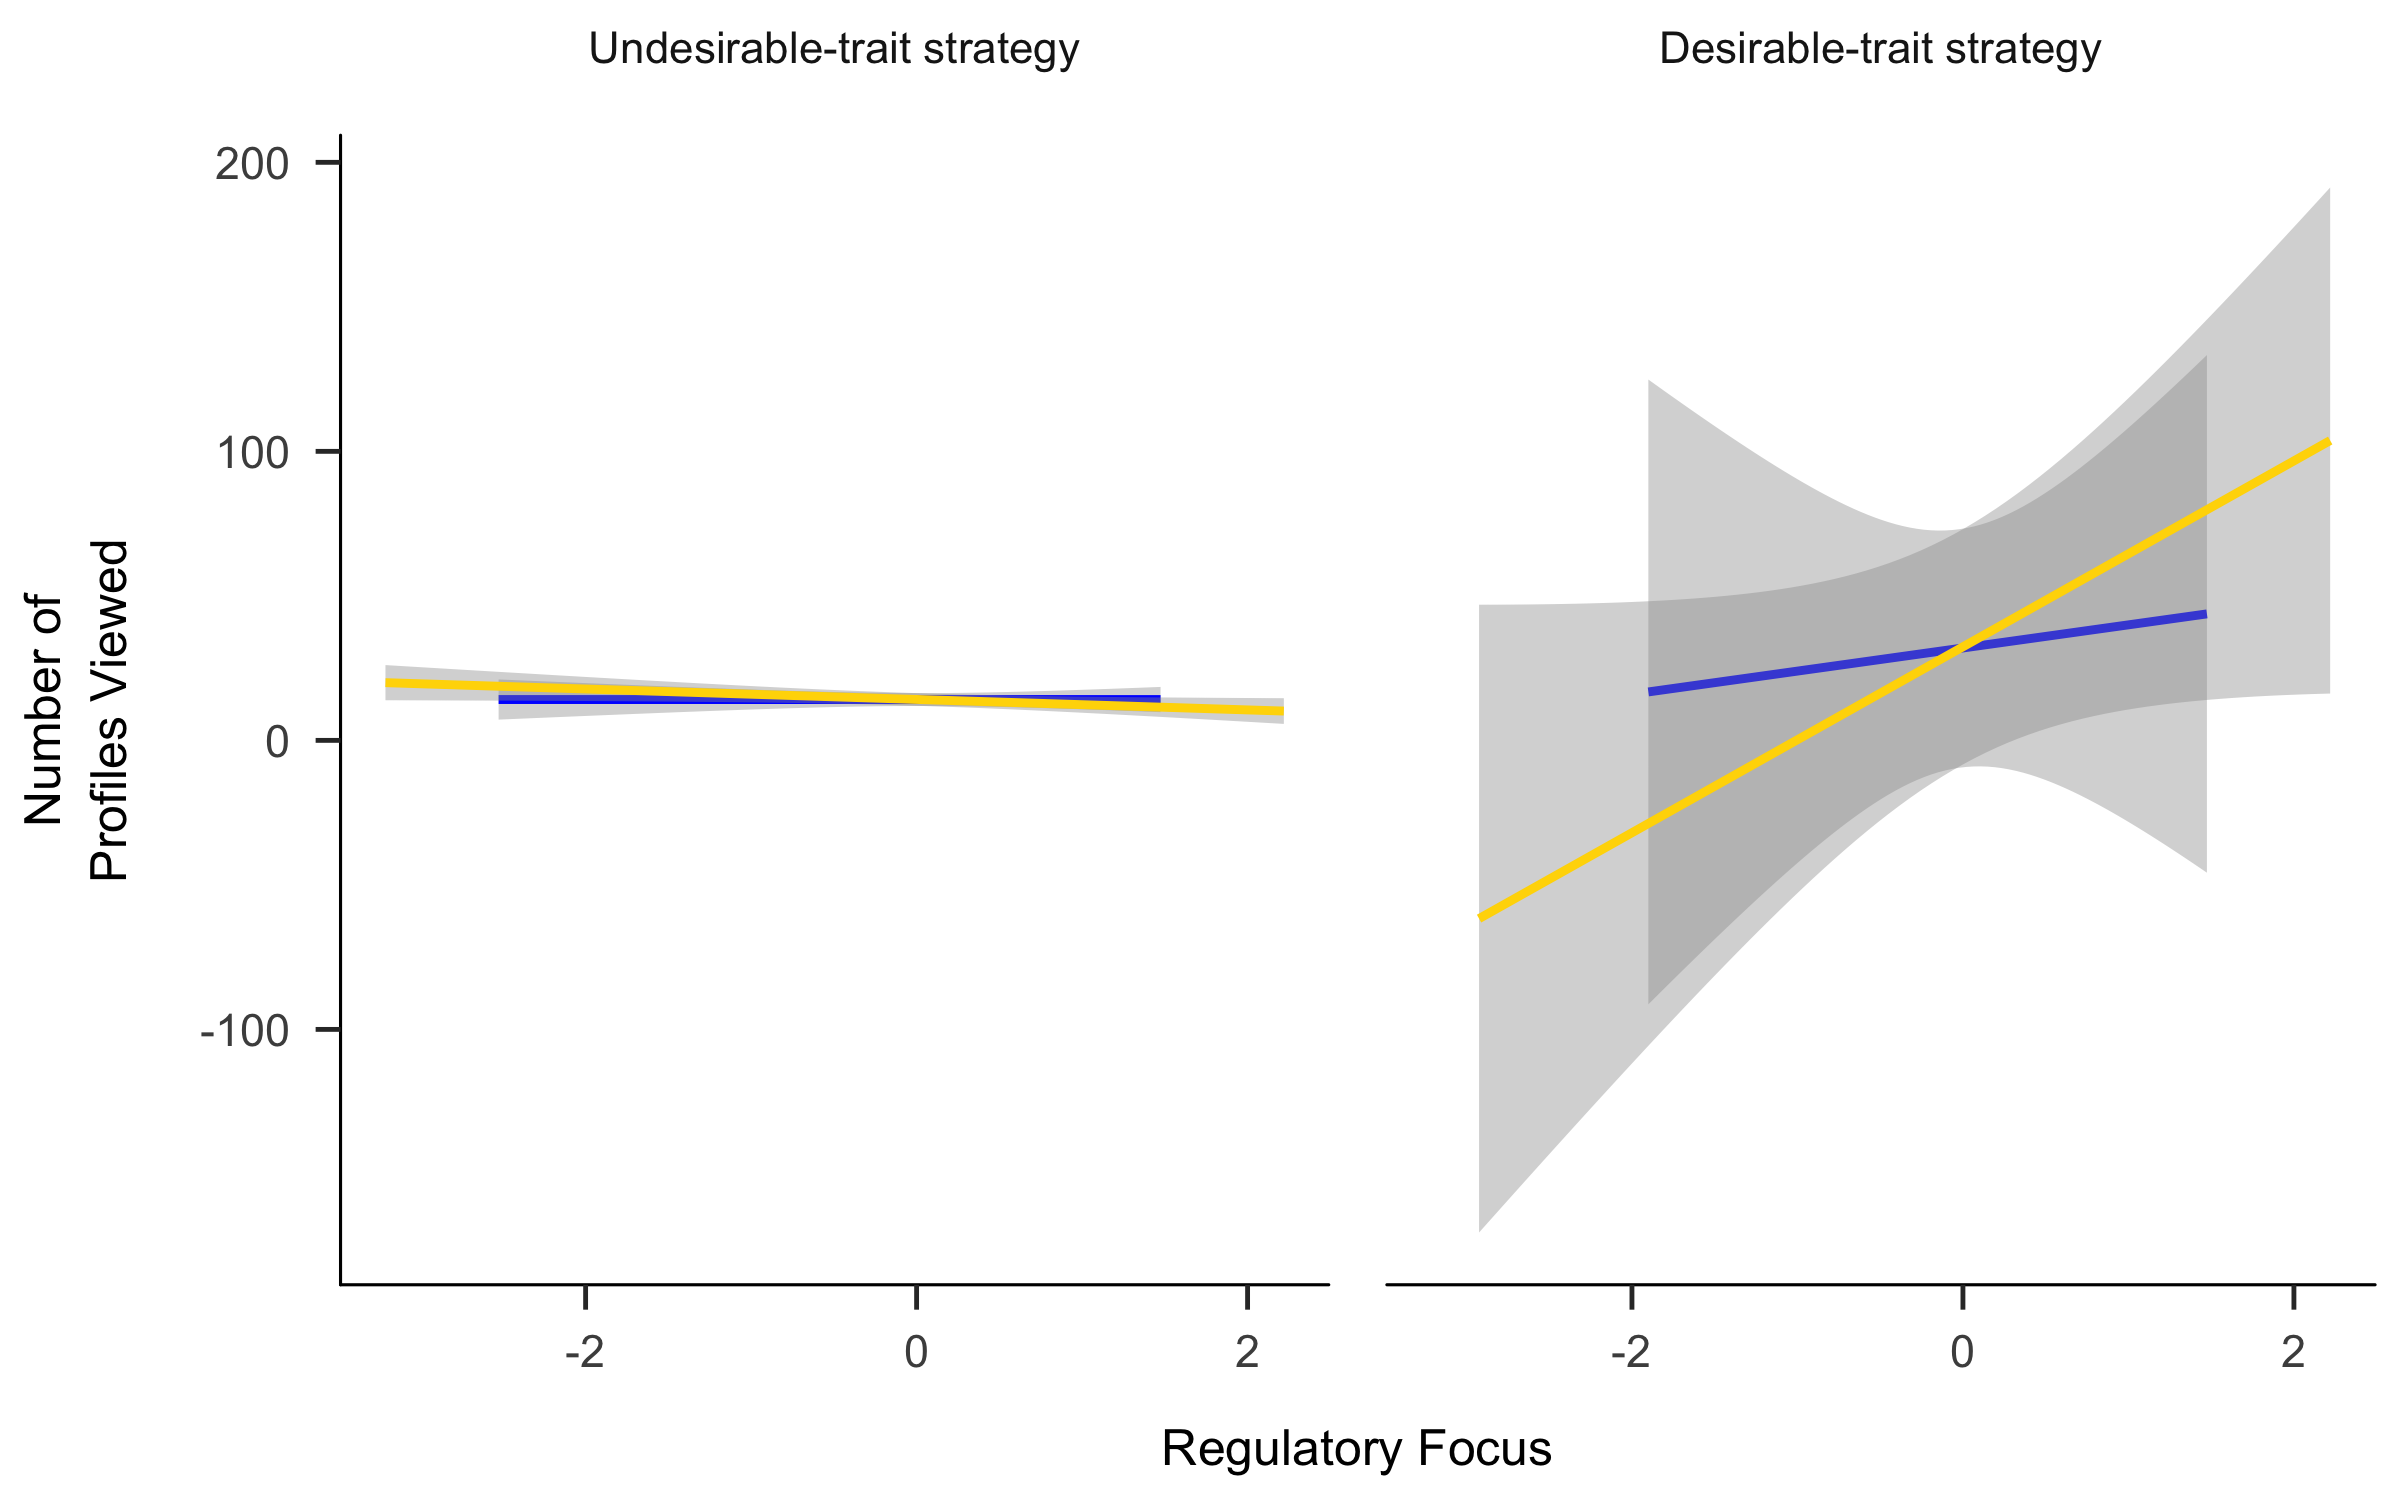 Undesirable-trait strategy
Desirable-trait strategy
200
100
0
-100
Number of
Profiles Viewed
-2
0
2
-2
0
2
Regulatory Focus